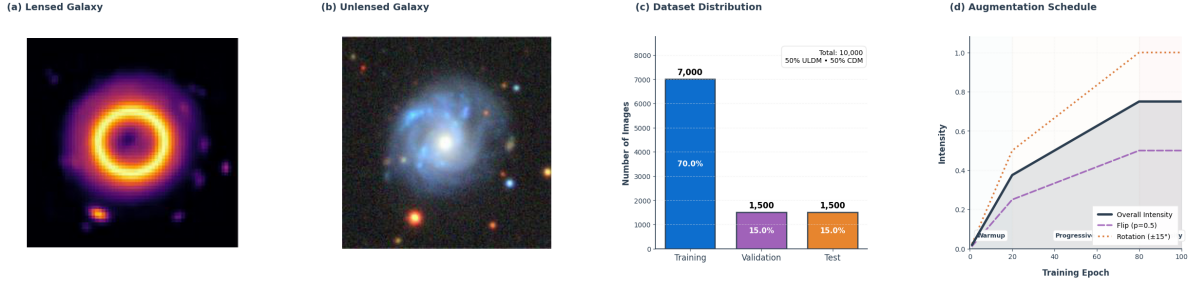 (a) Lensed Galaxy
(b) Unlensed Galaxy
(c) Dataset Distribution
Number of Images
8000
7000
6000
5000
4000
3000
2000
1000
0
Total: 10,000
50% ULDM • 50% CDM
7,000
70.0%
1,500
15.0%
1,500
15.0%
Training
Validation
Test
(d) Augmentation Schedule
Intensity
1.0
0.8
0.6
0.4
0.2
0.0
Warmup
Overall Intensity
Flip (p=0.5)
Rotation (±15°)
0
20
40
60
80
100
Training Epoch